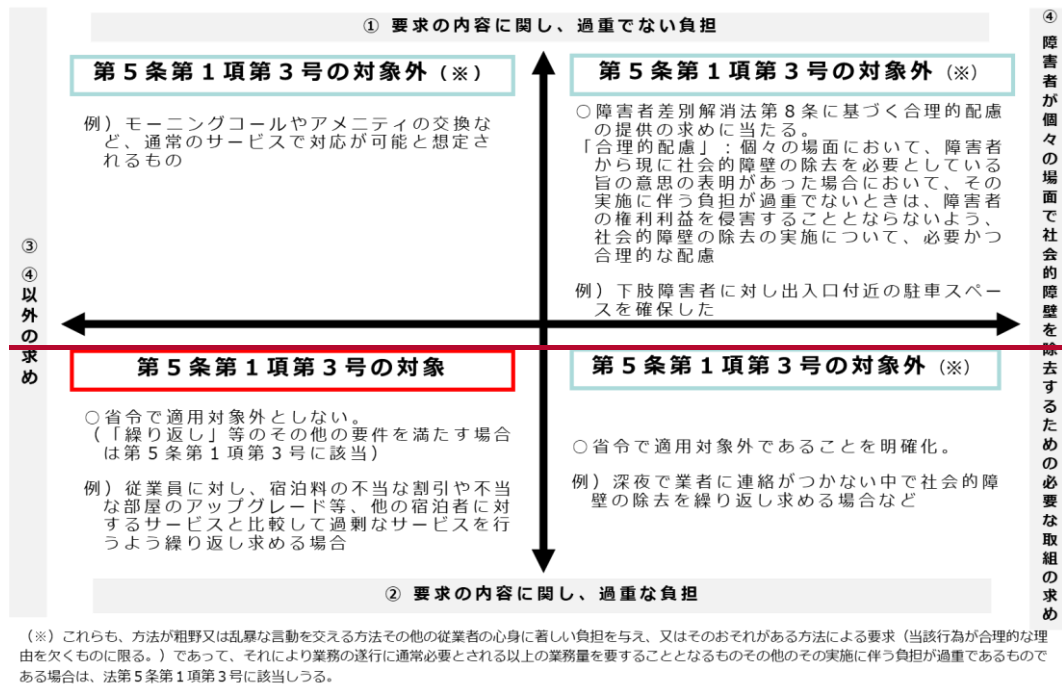 ① 要求の内容に関し、過重でない負担
第5条第1項第3号の対象外（※）
例）モーニングコールやアメニティの交換な
ど、通常のサービスで対応が可能と想定さ
れるもの
第5条第1項第3号の対象外（※）
○障害者差別解消法第8条に基づく合理的配慮
の提供の求めに当たる。
「合理的配慮」：個々の場面において、障害者
から現に社会的障壁の除去を必要としている
旨の意思の表明があった場合において、その
実施に伴う負担が過重でないときは、障害者
の権利利益を侵害することとならないよう、
社会的障壁の除去の実施について、必要かつ
合理的な配慮
例）下肢障害者に対し出入口付近の駐車スペー
スを確保した
③ ④以外の求め
④ 障害者が個々の場面で社会的障壁を除去するための必要な取組の求め
第5条第1項第3号の対象
○省令で適用対象外としない。
（「繰り返し」等のその他の要件を満たす場合
は第5条第1項第3号に該当）
例）従業員に対し、宿泊料の不当な割引や不当
な部屋のアップグレード等、他の宿泊者に対
するサービスと比較して過剰なサービスを行
うよう繰り返し求める場合
第5条第1項第3号の対象外（※）
○省令で適用対象外であることを明確化。
例）深夜で業者に連絡がつかない中で社会的障
壁の除去を繰り返し求める場合など
② 要求の内容に関し、過重な負担
（※）これらも、方法が粗野又は乱暴な言動を交える方法その他の従業者の心身に著しい負担を与え、又はそのおそれがある方法による要求（当該行為が合理的な理
由を欠くものに限る。）であって、それにより業務の遂行に通常必要とされる以上の業務量を要することとなるものその他のその実施に伴う負担が過重であるもので
ある場合は、法第5条第1項第3号に該当しうる。